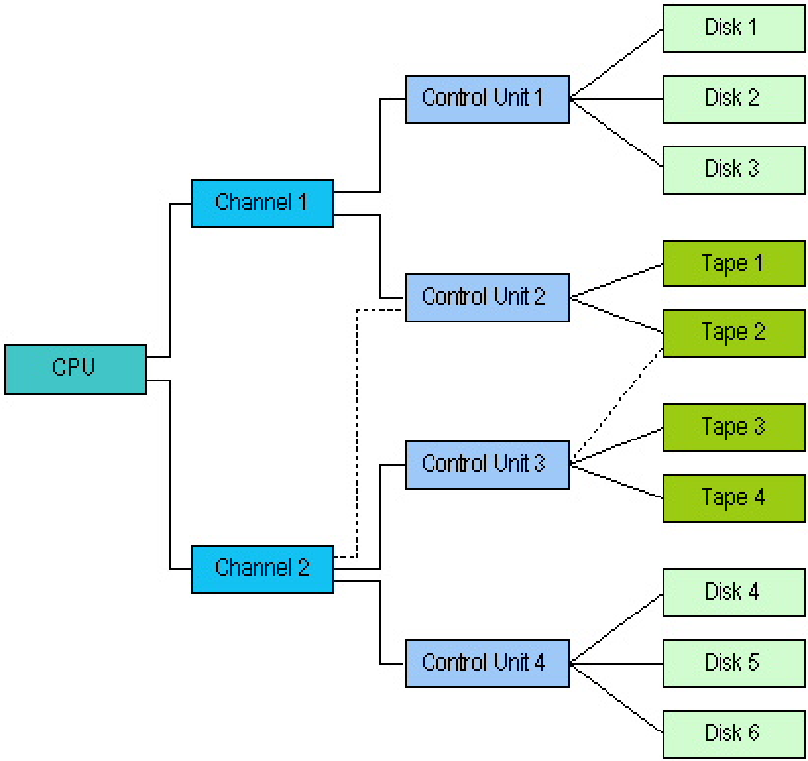 Disk 1
Control Unit 1
Disk 2
Disk 3
Channel 1
Tape 1
Control Unit 2
Tape 2
CPU
Tape 3
Control Unit 3
Tape 4
Channel 2
Disk 4
Control Unit 4
Disk 5
Disk 6